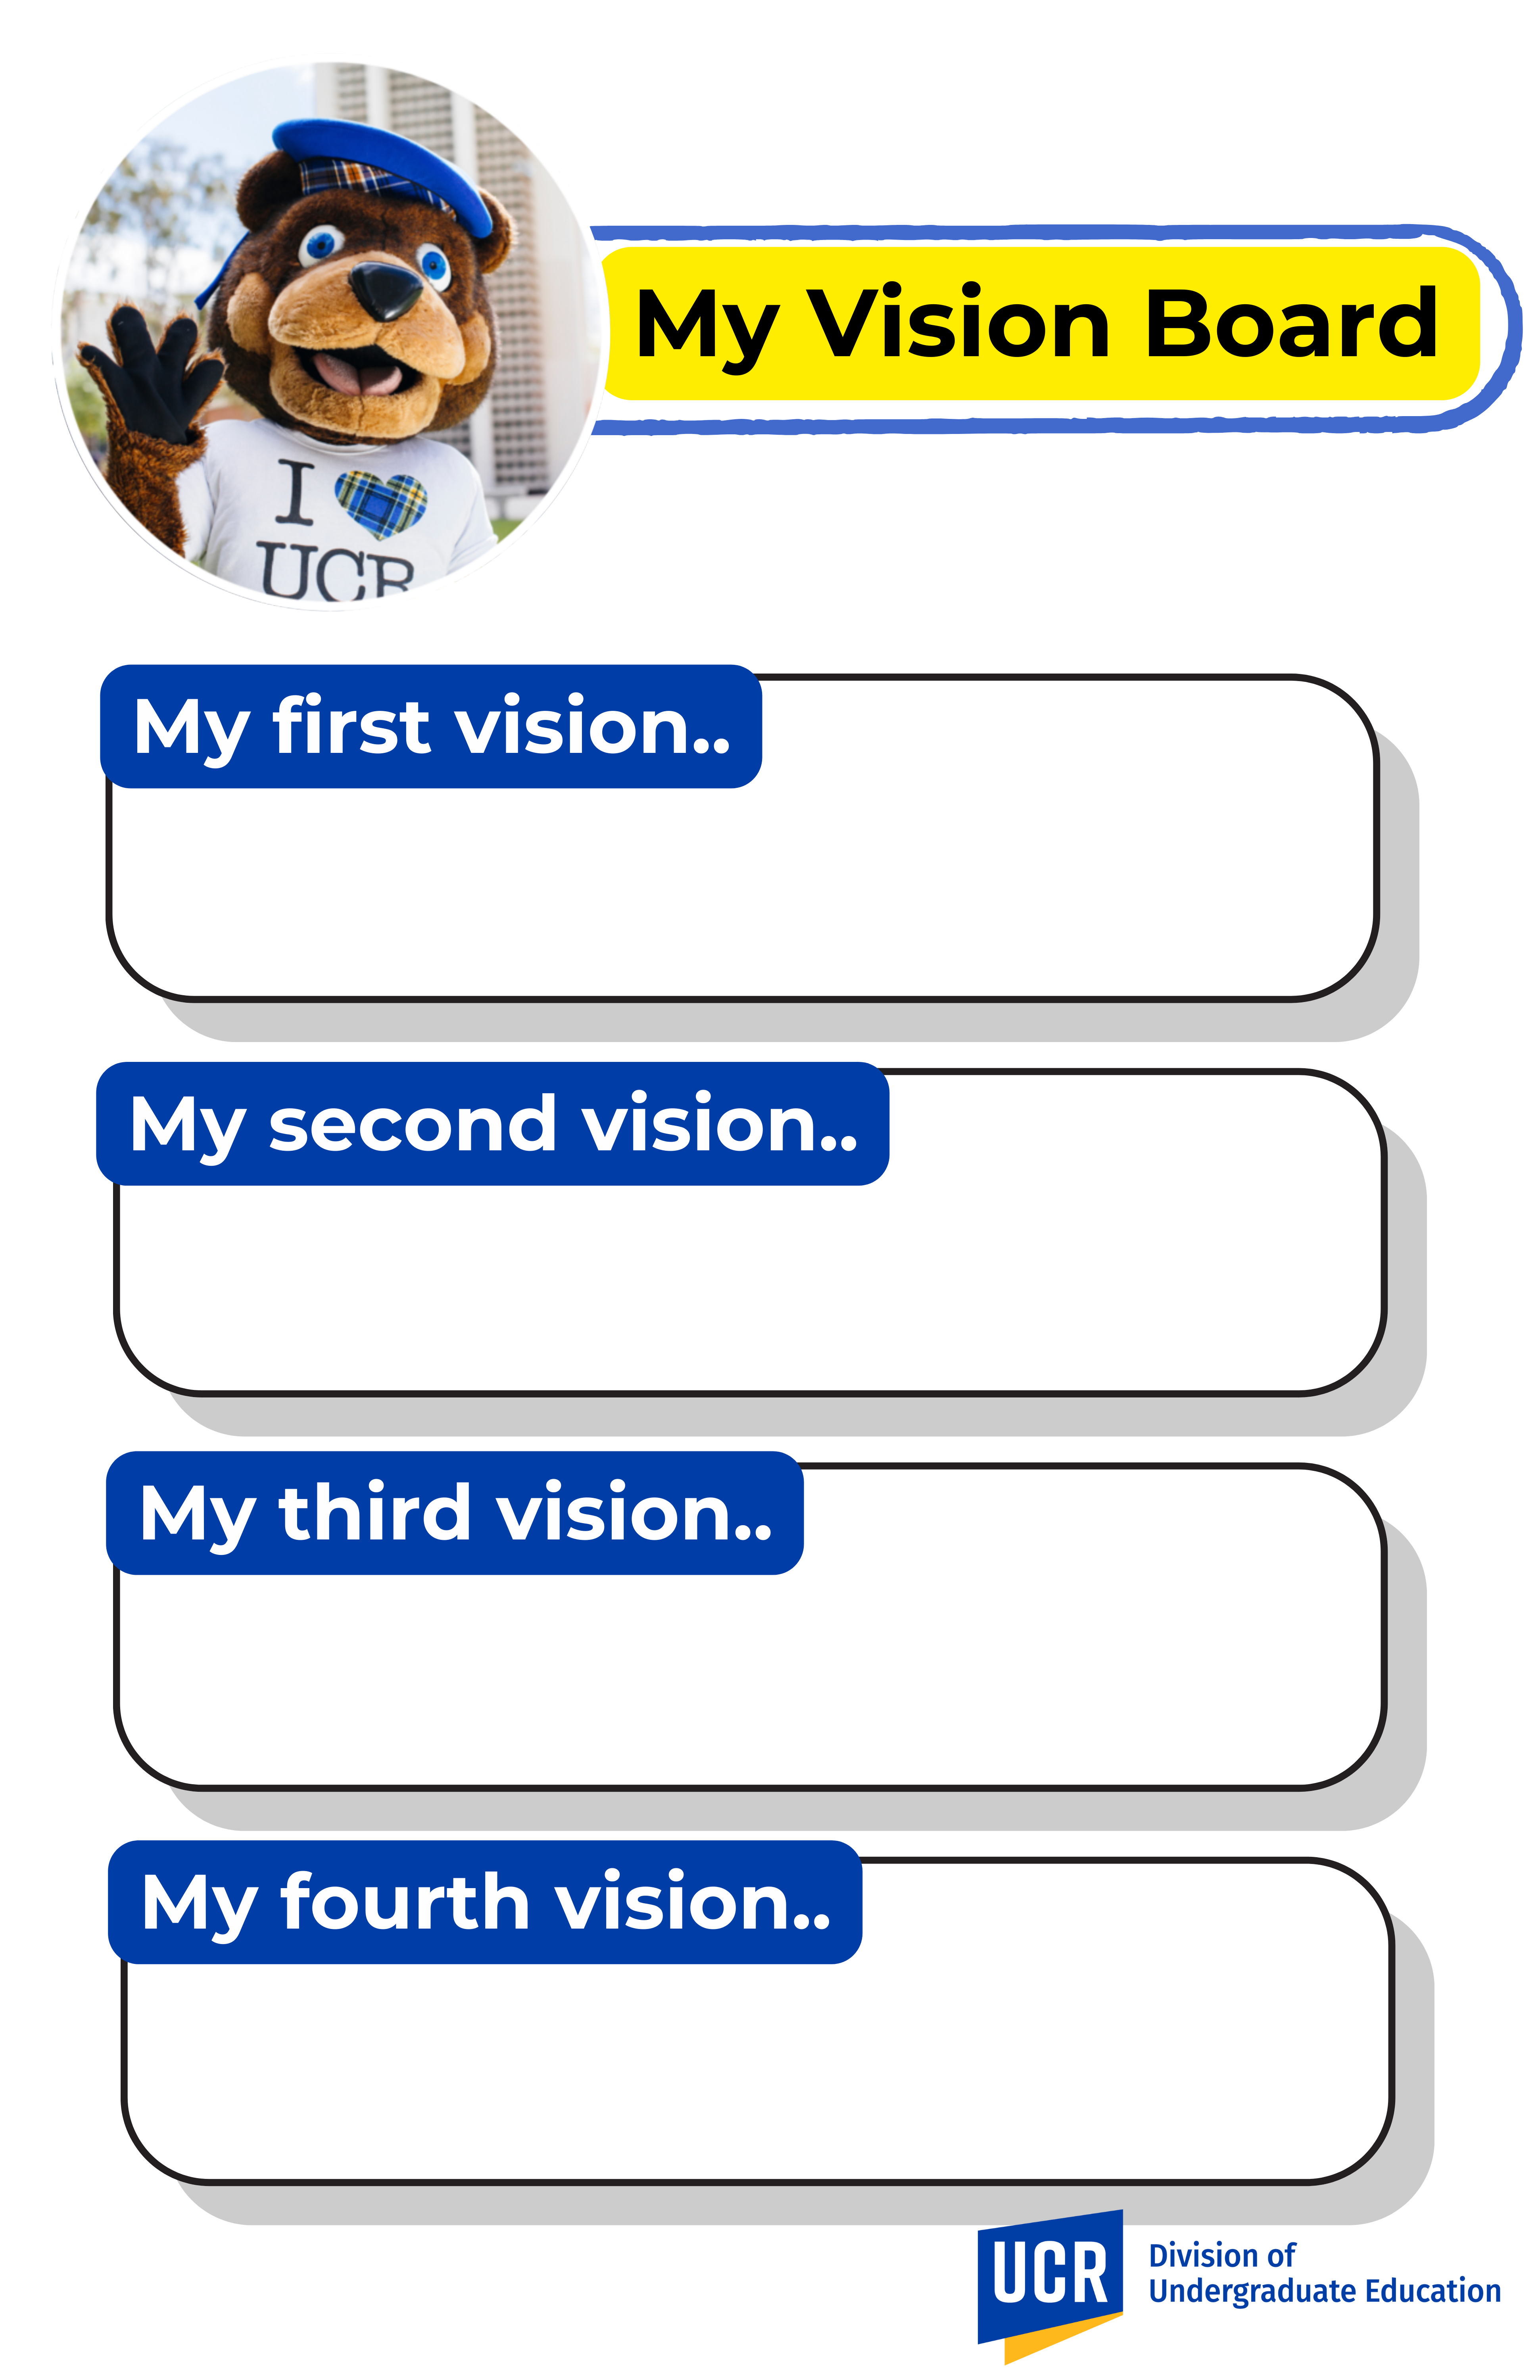 My Vision Board
I
UCR
My first vision..
My second vision..
My third vision..
My fourth vision..
UCR
Division of
Undergraduate Education